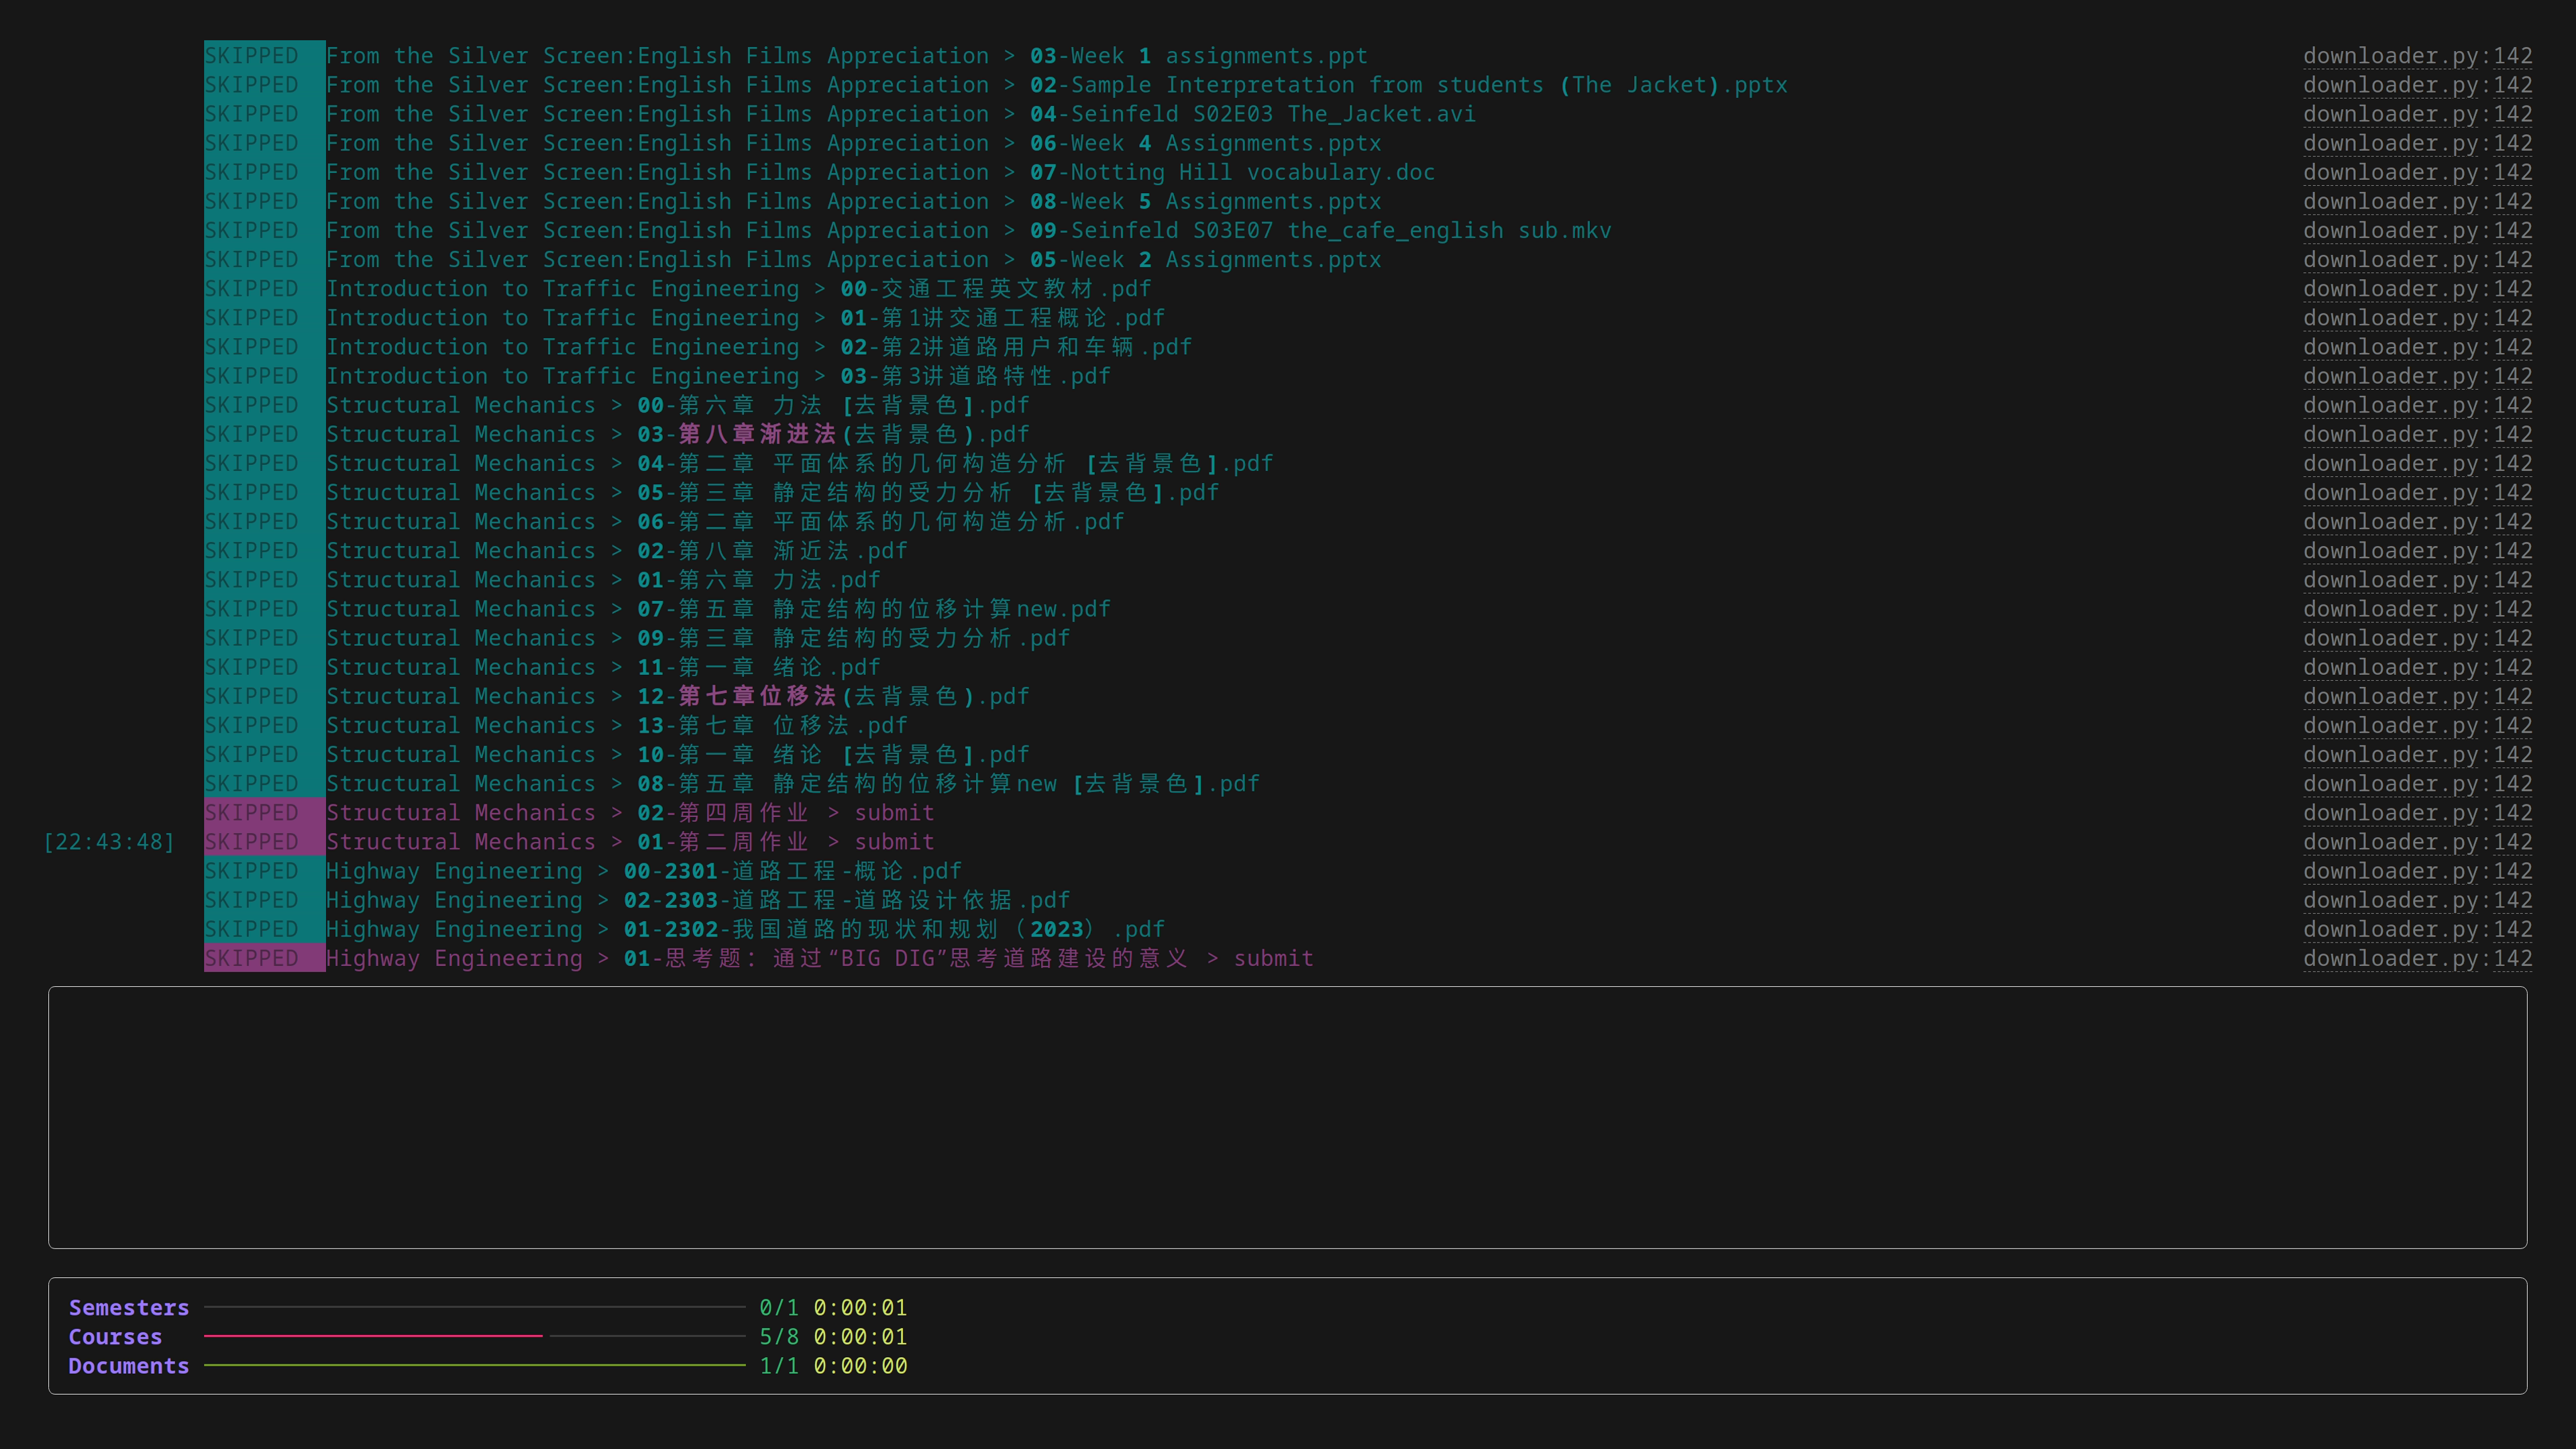 SKIPPED From the Silver Screen:English Films Appreciation > 03-Week 1 assignments.ppt downloader.py:142
SKIPPED From the Silver Screen:English Films Appreciation > 02-Sample Interpretation from students (The Jacket).pptx downloader.py:142
SKIPPED From the Silver Screen:English Films Appreciation > 04-Seinfeld S02E03 The_Jacket.avi downloader.py:142
SKIPPED From the Silver Screen:English Films Appreciation > 06-Week 4 Assignments.pptx downloader.py:142
SKIPPED From the Silver Screen:English Films Appreciation > 07-Notting Hill vocabulary.doc downloader.py:142
SKIPPED From the Silver Screen:English Films Appreciation > 08-Week 5 Assignments.pptx downloader.py:142
SKIPPED From the Silver Screen:English Films Appreciation > 09-Seinfeld S03E07 the_cafe_english sub.mkv downloader.py:142
SKIPPED From the Silver Screen:English Films Appreciation > 05-Week 2 Assignments.pptx downloader.py:142
SKIPPED Introduction to Traffic Engineering > 00-交通工程英文教材.pdf downloader.py:142
SKIPPED Introduction to Traffic Engineering > 01-第1讲交通工程概论.pdf downloader.py:142
SKIPPED Introduction to Traffic Engineering > 02-第2讲道路用户和车辆.pdf downloader.py:142
SKIPPED Introduction to Traffic Engineering > 03-第3讲道路特性.pdf downloader.py:142
SKIPPED Structural Mechanics > 00-第六章 力法 [去背景色].pdf downloader.py:142
SKIPPED Structural Mechanics > 03-第八章渐进法(去背景色).pdf downloader.py:142
SKIPPED Structural Mechanics > 04-第二章 平面体系的几何构造分析 [去背景色].pdf downloader.py:142
SKIPPED Structural Mechanics > 05-第三章 静定结构的受力分析 [去背景色].pdf downloader.py:142
SKIPPED Structural Mechanics > 06-第二章 平面体系的几何构造分析.pdf downloader.py:142
SKIPPED Structural Mechanics > 02-第八章 渐近法.pdf downloader.py:142
SKIPPED Structural Mechanics > 01-第六章 力法.pdf downloader.py:142
SKIPPED Structural Mechanics > 07-第五章 静定结构的位移计算new.pdf downloader.py:142
SKIPPED Structural Mechanics > 09-第三章 静定结构的受力分析.pdf downloader.py:142
SKIPPED Structural Mechanics > 11-第一章 绪论.pdf downloader.py:142
SKIPPED Structural Mechanics > 12-第七章位移法(去背景色).pdf downloader.py:142
SKIPPED Structural Mechanics > 13-第七章 位移法.pdf downloader.py:142
SKIPPED Structural Mechanics > 10-第一章 绪论 [去背景色].pdf downloader.py:142
SKIPPED Structural Mechanics > 08-第五章 静定结构的位移计算new [去背景色].pdf downloader.py:142
SKIPPED Structural Mechanics > 02-第四周作业 > submit downloader.py:142
[22:43:48] SKIPPED Structural Mechanics > 01-第二周作业 > submit downloader.py:142
SKIPPED Highway Engineering > 00-2301-道路工程-概论.pdf downloader.py:142
SKIPPED Highway Engineering > 02-2303-道路工程-道路设计依据.pdf downloader.py:142
SKIPPED Highway Engineering > 01-2302-我国道路的现状和规划（2023）.pdf downloader.py:142
SKIPPED Highway Engineering > 01-思考题：通过“BIG DIG”思考道路建设的意义 > submit downloader.py:142
Semesters 0/1 0:00:01
Courses 5/8 0:00:01
Documents 1/1 0:00:00